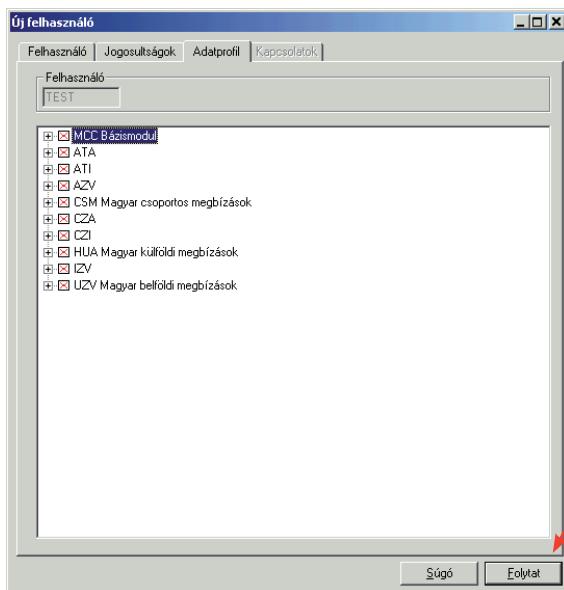 Új felhasználó
Felhasználó Jogosultságok Adatprofil Kapcsolatok
Felhasználó
TEST
MCC Bázismodul
ATA
ATI
AZV
CSM Magyar csoportos megbízások
CZA
CZI
HUA Magyar külföldi megbízások
IZV
UZV Magyar belföldi megbízások
Súgó Folytat